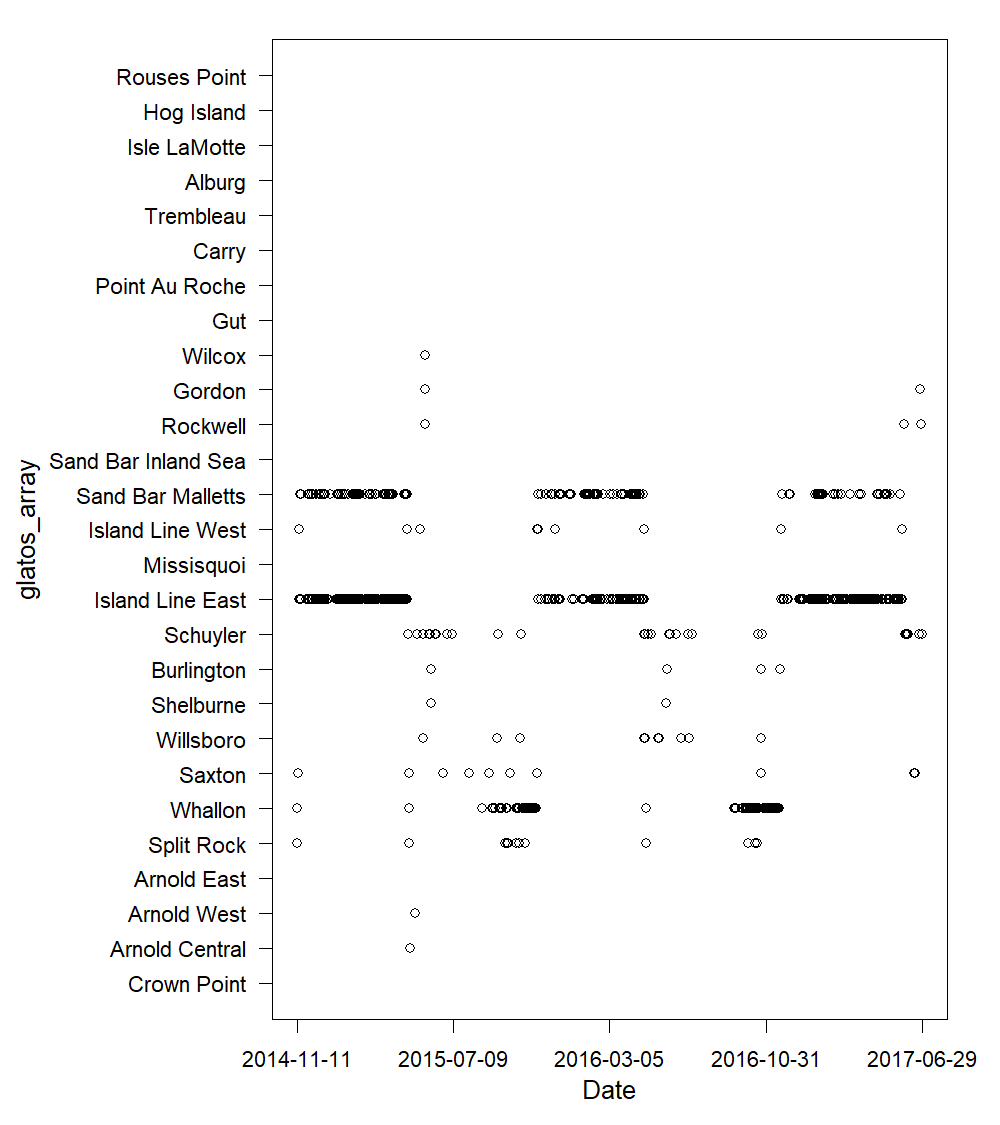 Rouses Point
Hog Island
Isle LaMotte
Alburg
Trembleau
Carry
Point Au Roche
Gut
Wilcox
Gordon
Rockwell
Sand Bar Inland Sea
Sand Bar Malletts
Island Line West
Missisquoi
Island Line East
Schuyler
Burlington
Shelburne
Willsboro
Saxton
Whallon
Split Rock
Arnold East
Arnold West
Arnold Central
Crown Point
glatos_array
2014-11-11 2015-07-09 2016-03-05 2016-10-31 2017-06-29
Date